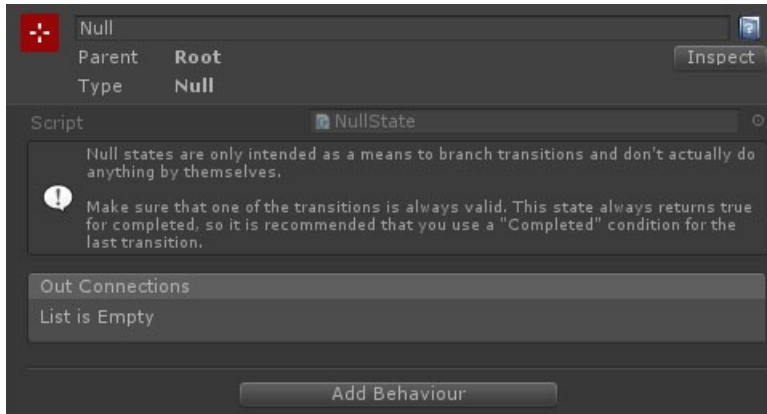 Null
Parent Root Inspect
Type Null
Script NullState
Null states are only intended as a means to branch transitions and don't actually do
anything by themselves.
Make sure that one of the transitions is always valid. This state always returns true
for completed, so it is recommended that you use a "Completed" condition for the
last transition.
Out Connections
List is Empty
Add Behaviour